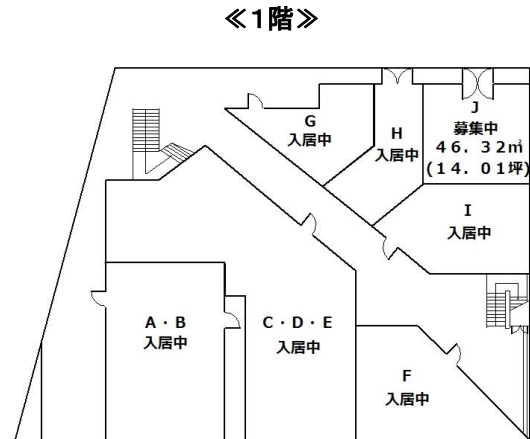 ≪1階≫
G
入居中
H
入居中
J
募集中
46.32㎡
(14.01坪)
I
入居中
A・B
入居中
C・D・E
入居中
F
入居中